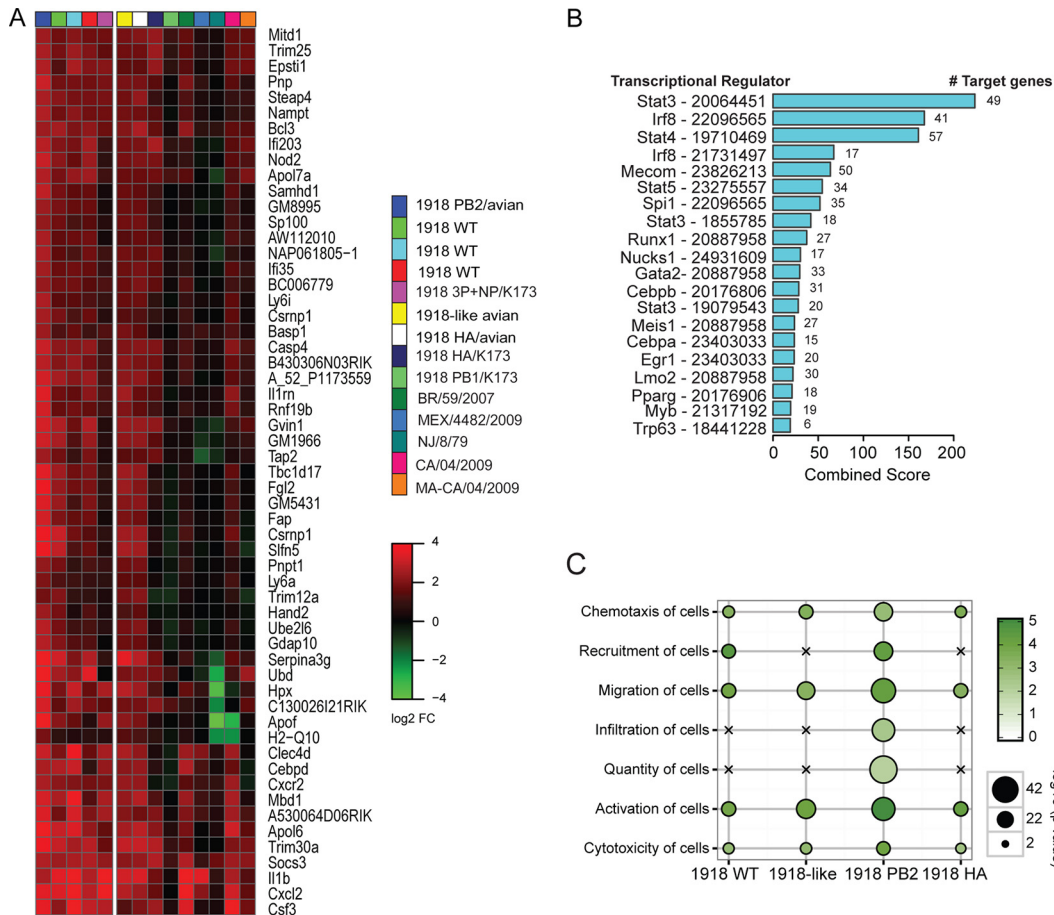 A
Mitd1
Trim25
Epsti1
Pnp
Steap4
Nampt
Bcl3
Ifi203
Nod2
Apol7a
Samhd1
GM8995
Sp100
AW112010
NAP061805-1
Ifi35
BC006779
Ly6i
Csrnp1
Basp1
Casp4
B430306N03RIK
A_52_P1173559
Il1rn
Rnf19b
Gvin1
GM1966
Tap2
Tbc1d17
Fgl2
GM5431
Fap
Csrnp1
Slfn5
Pnpt1
Ly6a
Trim12a
Hand2
Ube2l6
Gdap10
Serpina3g
Ubd
Hpx
C130026I21RIK
Apof
H2-Q10
Clec4d
Cebpd
Cxcr2
Mbd1
A530064D06RIK
Apol6
Trim30a
Socs3
Il1b
Cxcl2
Csf3
1918 PB2/avian
1918 WT
1918 WT
1918 WT
1918 3P+NP/K173
1918-like avian
1918 HA/avian
1918 HA/K173
1918 PB1/K173
BR/59/2007
MEX/4482/2009
NJ/8/79
CA/04/2009
MA-CA/04/2009
4
2
0
−2
−4
log2 FC
B
Transcriptional Regulator # Target genes
Stat3 - 20064451 49
Irf8 - 22096565 41
Stat4 - 19710469 57
Irf8 - 21731497 17
Mecom - 23826213 50
Stat5 - 23275557 34
Spi1 - 22096565 35
Stat3 - 1855785 18
Runx1 - 20887958 27
Nucks1 - 24931609 17
Gata2- 20887958 33
Cebpb - 20176806 31
Stat3 - 19079543 20
Meis1 - 20887958 27
Cebpa - 23403033 15
Egr1 - 23403033 20
Lmo2 - 20887958 30
Pparg - 20176906 18
Myb - 21317192 19
Trp63 - 18441228 6
0 50 100 150 200
Combined Score
C
Chemotaxis of cells
Recruitment of cells
Migration of cells
Infiltration of cells
Quantity of cells
Activation of cells
Cytotoxicity of cells
1918 WT 1918-like 1918 PB2 1918 HA
5
4
3
2
1
0
42
22
2